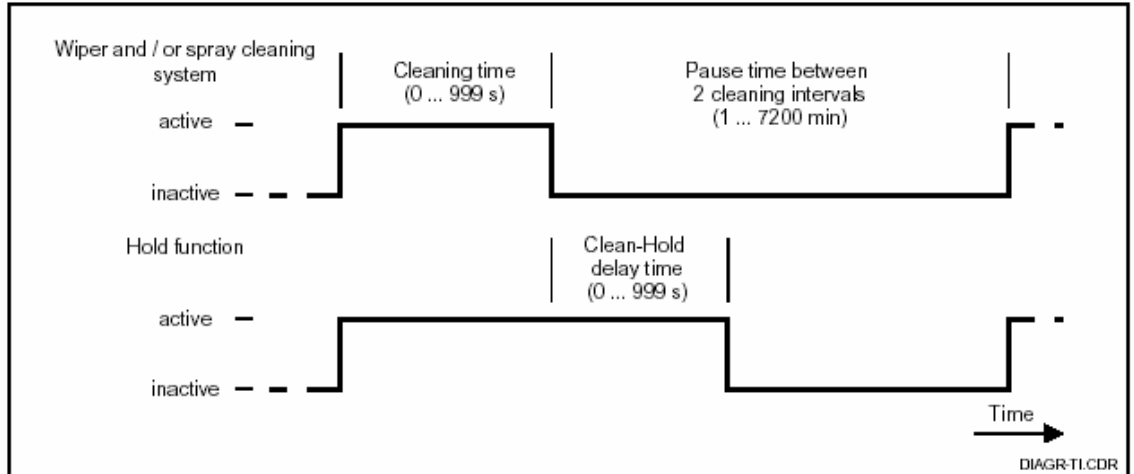 Wiper and / or spray cleaning
system
Cleaning time
(0 ... 999 s)
Pause time between
2 cleaning intervals
(1 ... 7200 min)
active
inactive
Hold function
Clean-Hold
delay time
(0 ... 999 s)
active
inactive
Time
DIAGR-TI.CDR